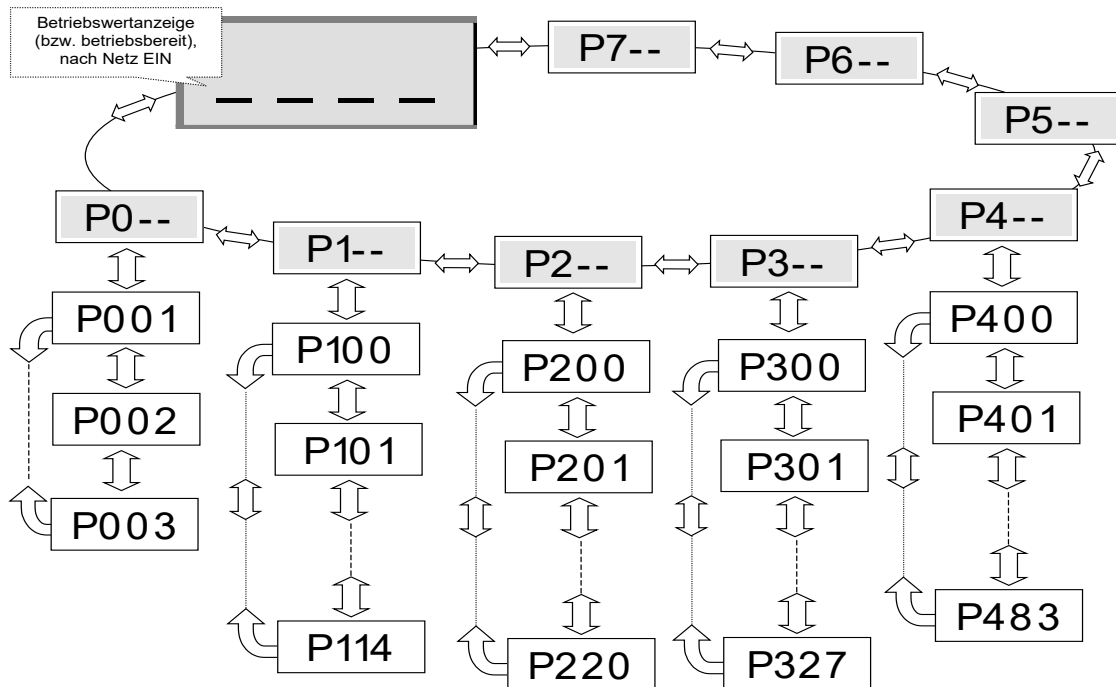 Betriebswertanzeige
(bzw. betriebsbereit),
nach Netz EIN
_ _ _ _
P7--
P6--
P5--
P0--
P1--
P2--
P3--
P4--
P001
P100
P200
P300
P400
P002
P101
P201
P301
P401
P003
P114
P220
P327
P483